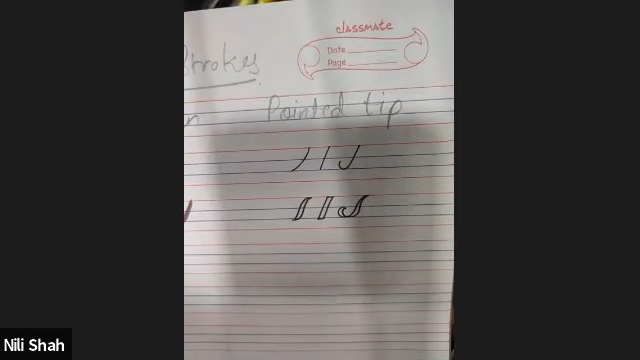 classmate
Date
Page
Strokes
Pointed tip
Nili Shah